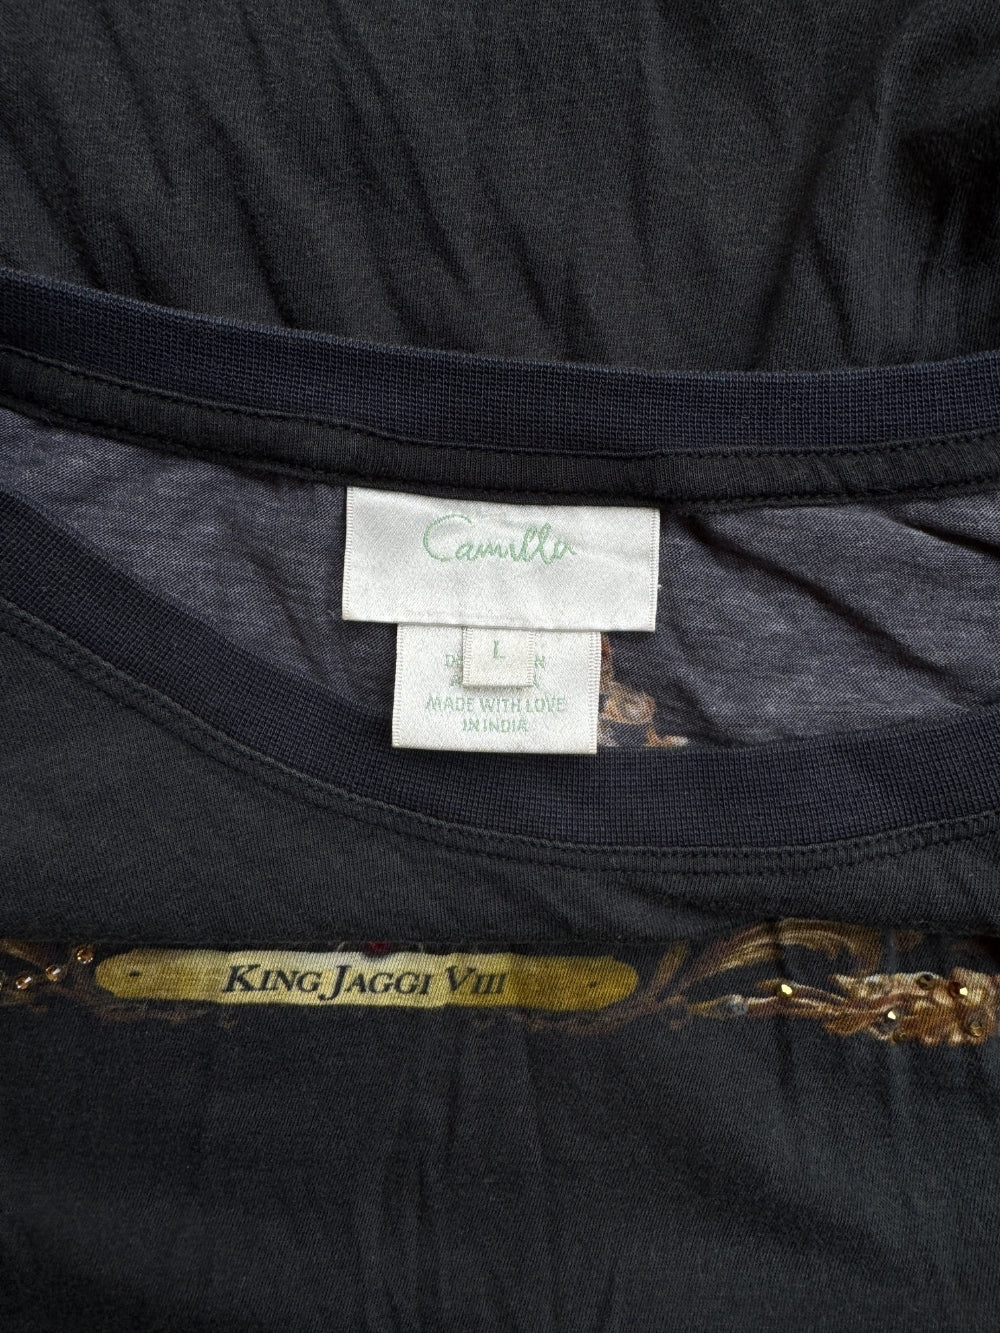 Camilla
L
MADE WITH LOVE
IN INDIA
KING JAGGI VIII